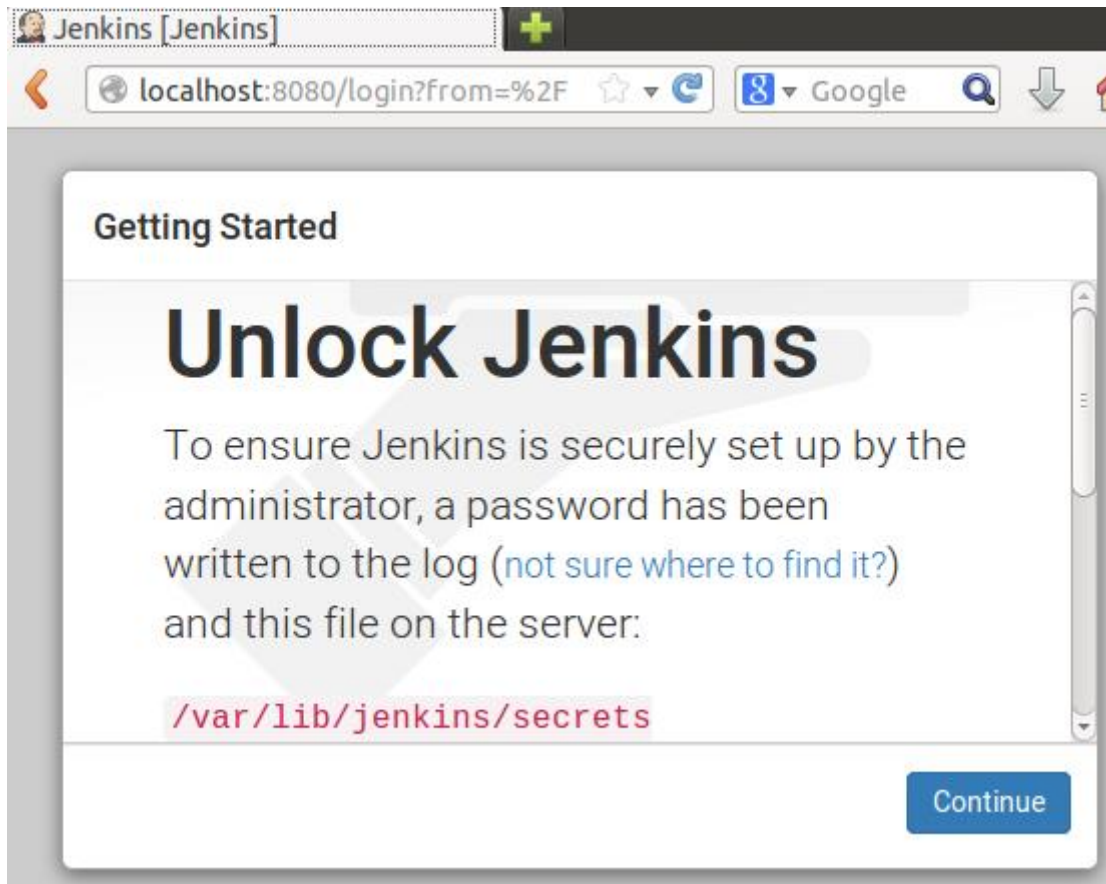 Jenkins [Jenkins]
localhost:8080/login?from=%2F
8 Google
Getting Started
Unlock Jenkins
To ensure Jenkins is securely set up by the
administrator, a password has been
written to the log (not sure where to find it?)
and this file on the server:
/var/lib/jenkins/secrets
Continue